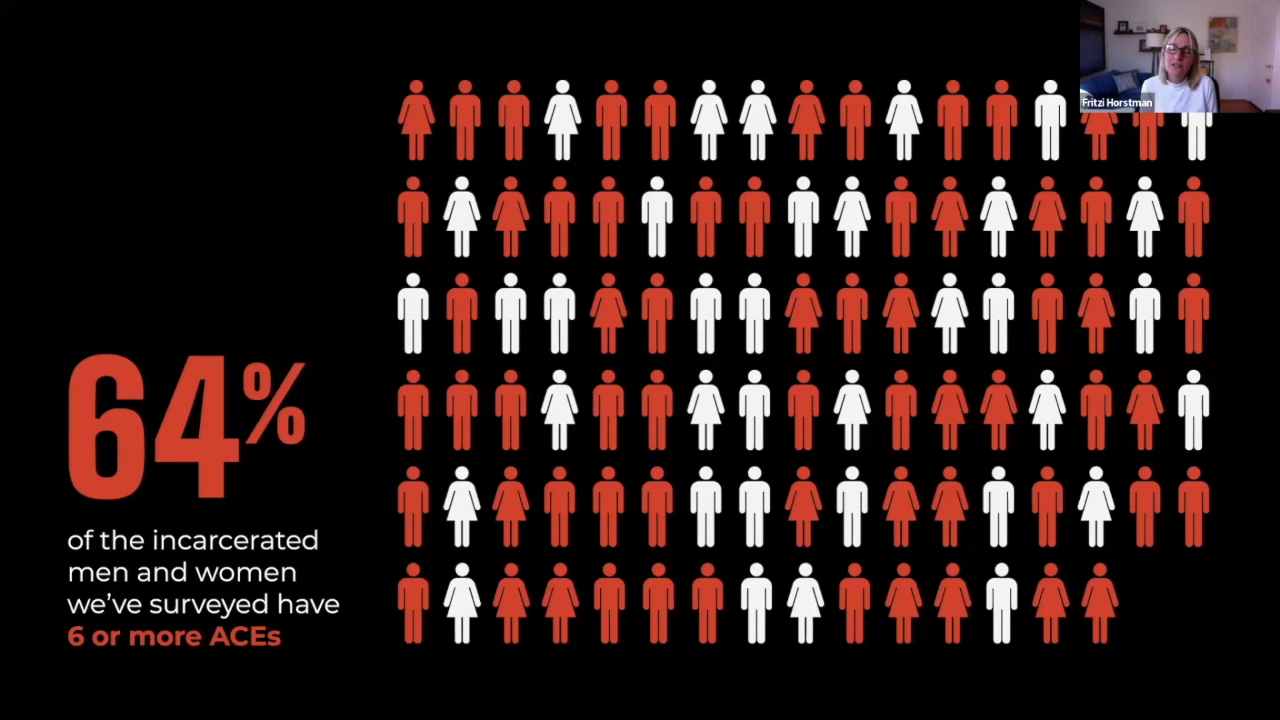 Fritzi Horstman
64%
of the incarcerated
men and women
we've surveyed have
6 or more ACEs